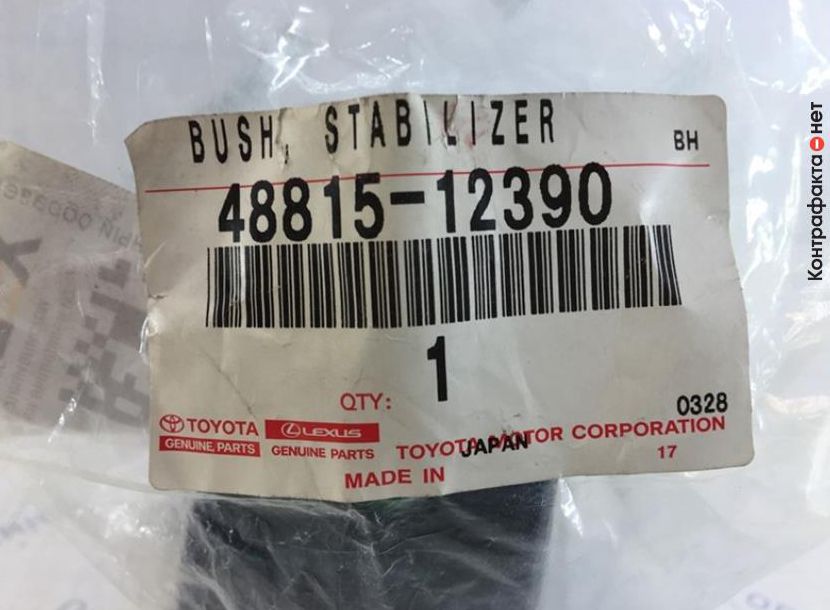 BUSH, STABILIZER
BH
48815-12390
1
QTY:
0328
TOYOTA
GENUINE PARTS
LEXUS
GENUINE PARTS
TOYOTA MOTOR CORPORATION
JAPAN
17
MADE IN
Контрафакта-нет